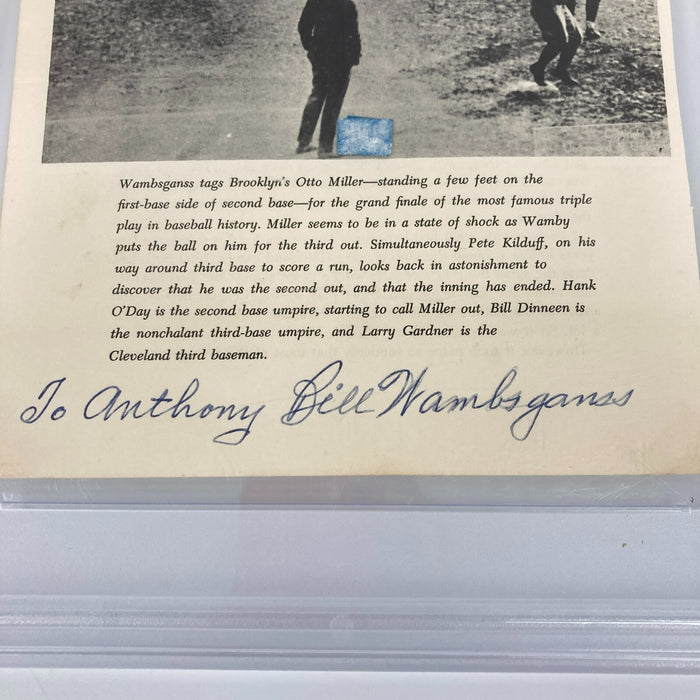 Wambsganss tags Brooklyn's Otto Miller—standing a few feet on the
first-base side of second base—for the grand finale of the most famous triple
play in baseball history. Miller seems to be in a state of shock as Wamby
puts the ball on him for the third out. Simultaneously Pete Kilduff, on his
way around third base to score a run, looks back in astonishment to
discover that he was the second out, and that the inning has ended. Hank
O'Day is the second base umpire, starting to call Miller out, Bill Dinneen is
the nonchalant third-base umpire, and Larry Gardner is the
Cleveland third baseman.
To Anthony Bill Wambsganss